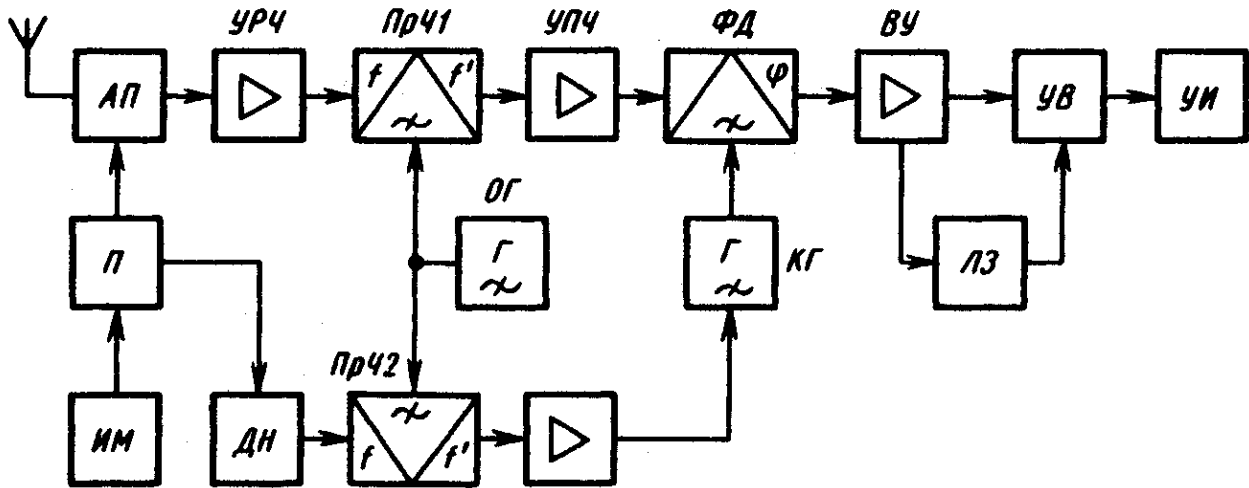 УРЧ ПрЧ1 УПЧ ФД ВУ
АП f f' φ УВ УИ
ОГ
П Г Г КГ ЛЗ
ПрЧ2
ИМ ДН f f'